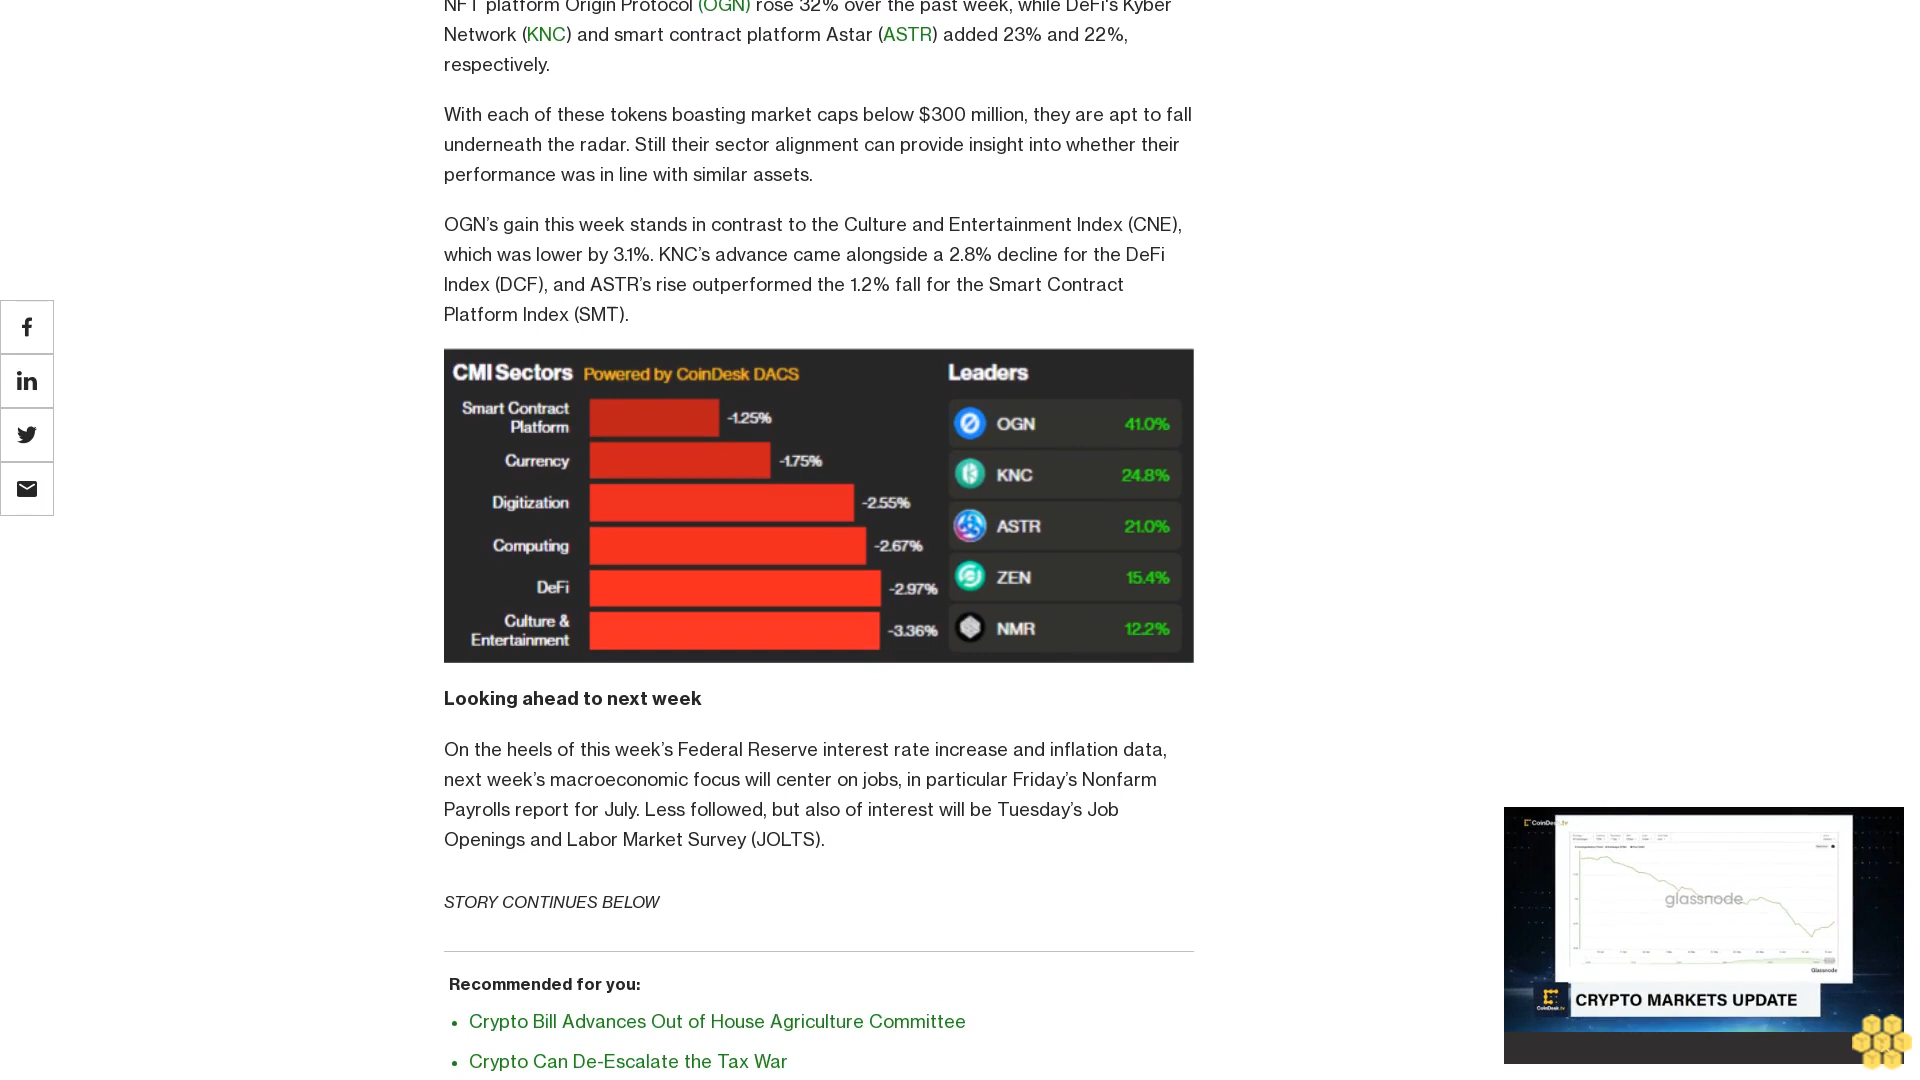 NFT platform Origin Protocol (OGN) rose 32% over the past week, while DeFi's Kyber
Network (KNC) and smart contract platform Astar (ASTR) added 23% and 22%,
respectively.
With each of these tokens boasting market caps below $300 million, they are apt to fall
underneath the radar. Still their sector alignment can provide insight into whether their
performance was in line with similar assets.
OGN’s gain this week stands in contrast to the Culture and Entertainment Index (CNE),
which was lower by 3.1%. KNC’s advance came alongside a 2.8% decline for the DeFi
Index (DCF), and ASTR’s rise outperformed the 1.2% fall for the Smart Contract
Platform Index (SMT).
CMI Sectors Powered by CoinDesk DACS
Smart Contract
Platform
-1.25%
Currency
-1.75%
Digitization
-2.55%
Computing
-2.67%
DeFi
-2.97%
Culture &
Entertainment
-3.36%
Leaders
OGN 41.0%
KNC 24.8%
ASTR 21.0%
ZEN 15.4%
NMR 12.2%
Looking ahead to next week
On the heels of this week’s Federal Reserve interest rate increase and inflation data,
next week’s macroeconomic focus will center on jobs, in particular Friday’s Nonfarm
Payrolls report for July. Less followed, but also of interest will be Tuesday’s Job
Openings and Labor Market Survey (JOLTS).
STORY CONTINUES BELOW
Recommended for you:
Crypto Bill Advances Out of House Agriculture Committee
Crypto Can De-Escalate the Tax War
CoinDesk.tv
glassnode
Glassnode
CoinDesk.tv
CRYPTO MARKETS UPDATE